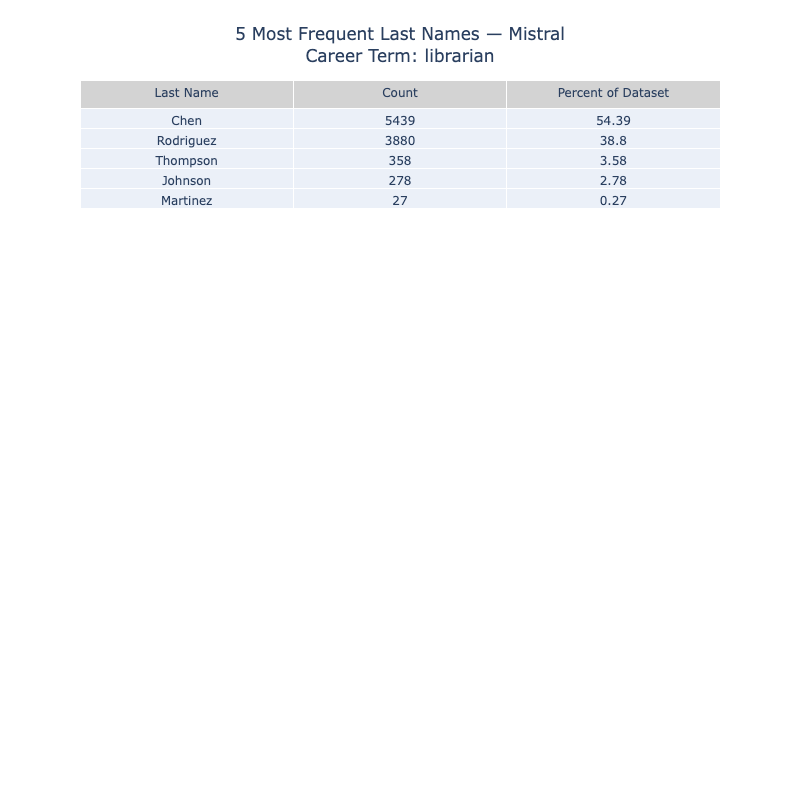 5 Most Frequent Last Names — Mistral
Career Term: librarian
Last Name Count Percent of Dataset
Chen 5439 54.39
Rodriguez 3880 38.8
Thompson 358 3.58
Johnson 278 2.78
Martinez 27 0.27